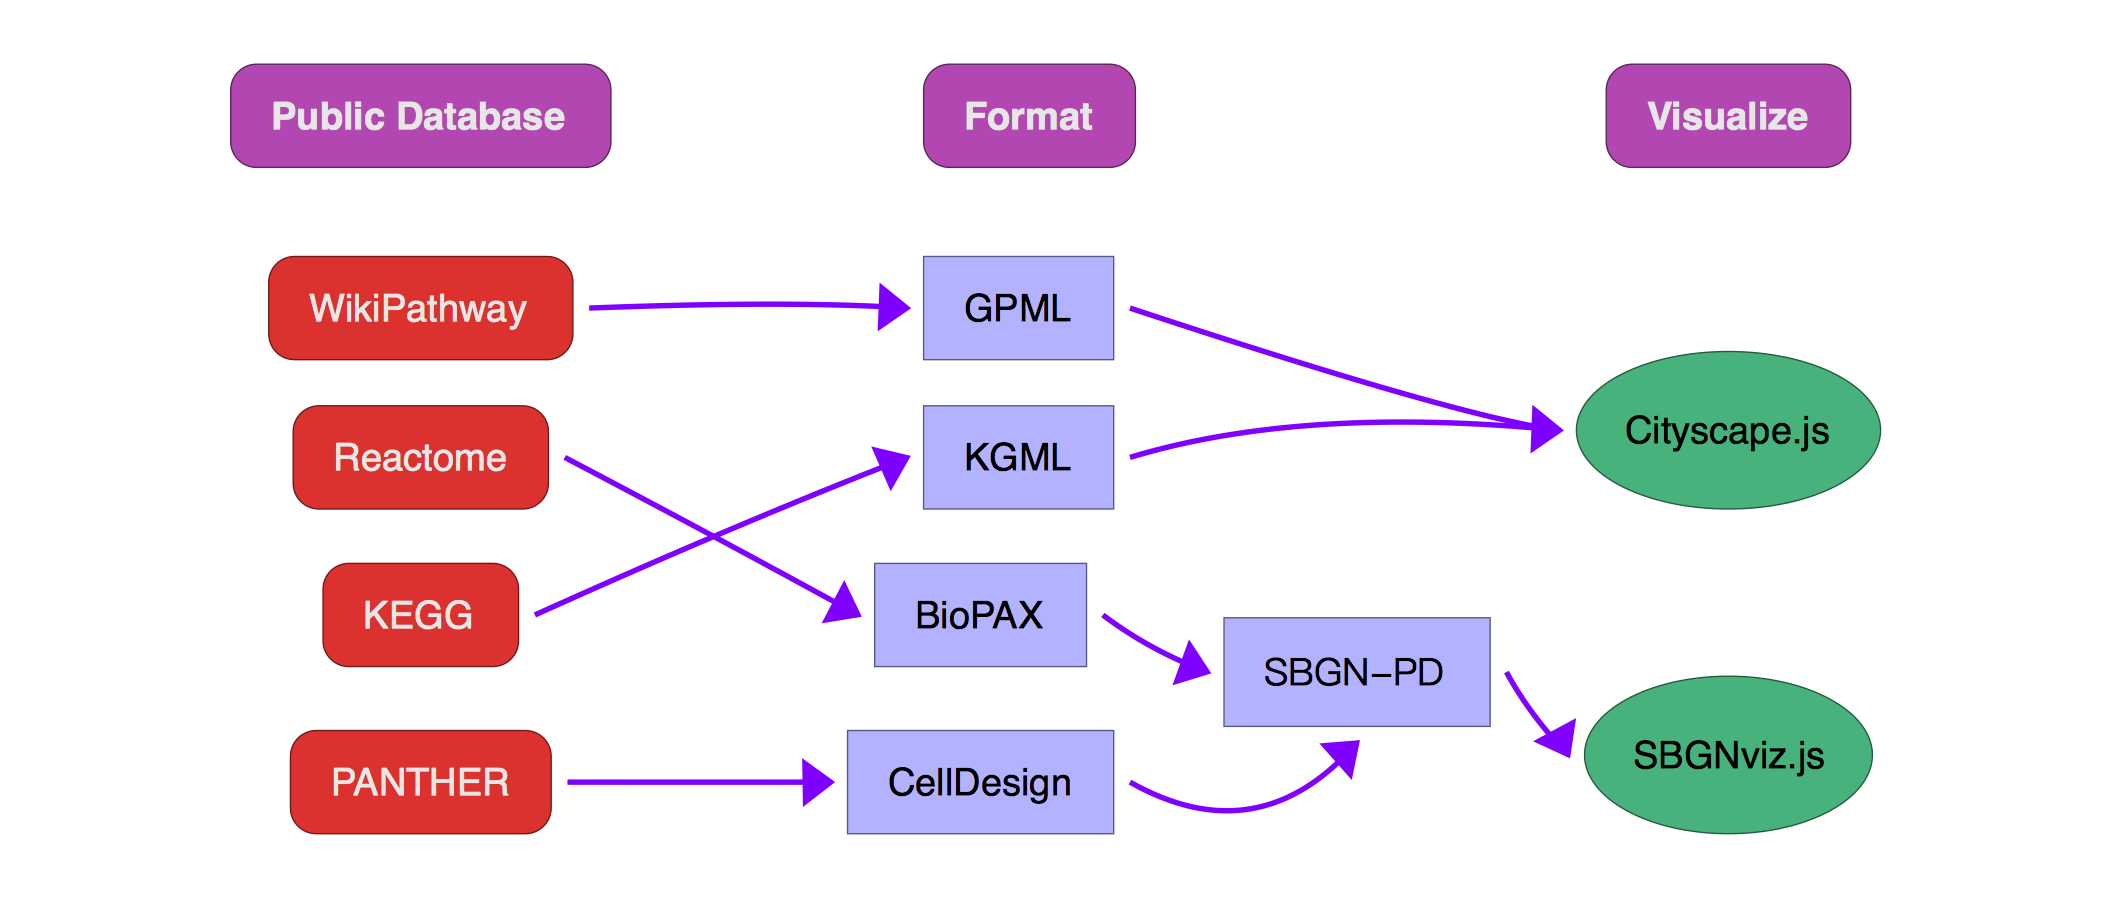 Public Database
Format
Visualize
WikiPathway
GPML
Reactome
KGML
Cityscape.js
KEGG
BioPAX
SBGN–PD
PANTHER
CellDesign
SBGNviz.js